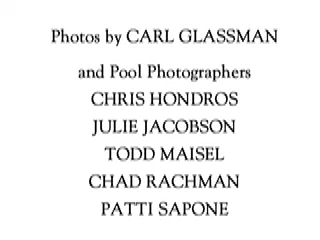 Photos by CARL GLASSMAN
and Pool Photographers
CHRIS HONDROS
JULIE JACOBSON
TODD MAISEL
CHAD RACHMAN
PATTI SAPONE